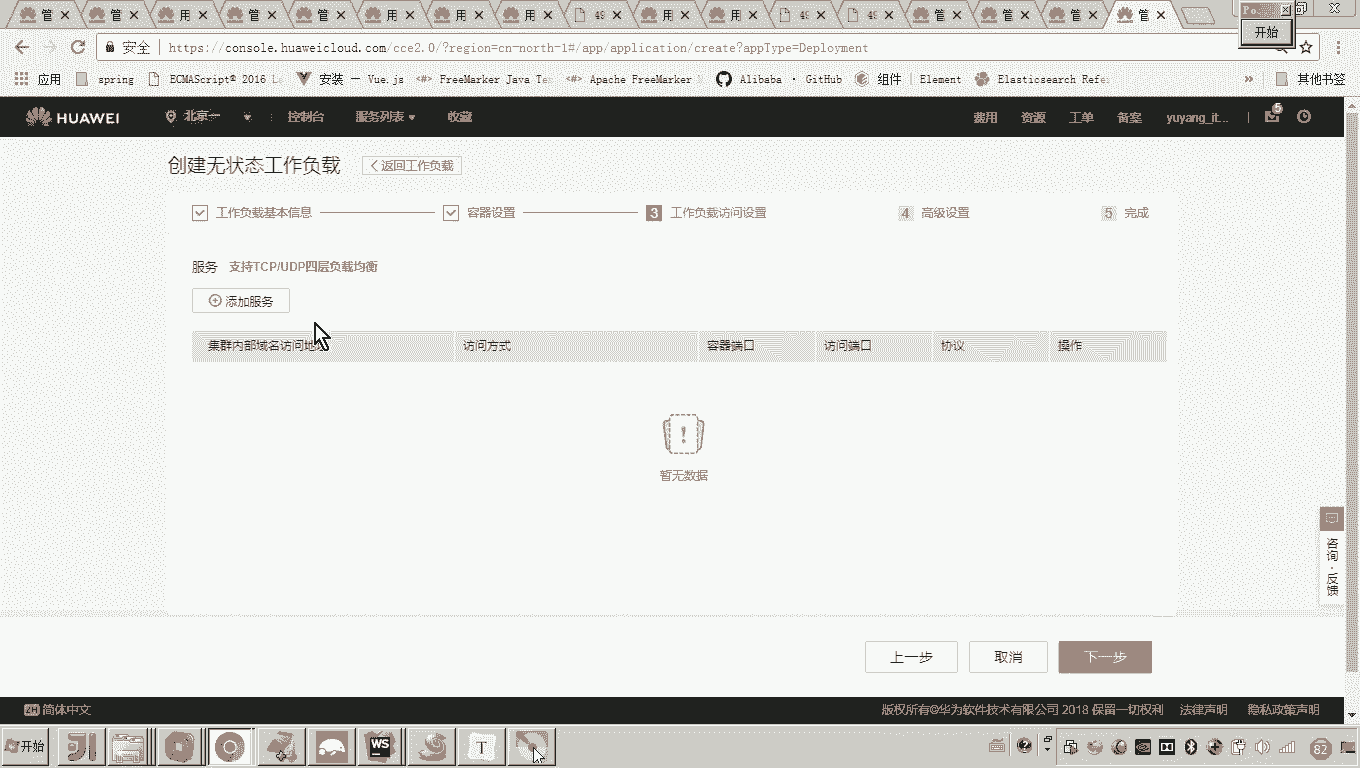 管 管 用 管 管 用 用 用 49 用 用 49 49 管 管 管 管
Po..
开始
安全 | https://console.huaweicloud.com/cce2.0/?region=cn-north-1#/app/application/create?appType=Deployment
应用 spring ECMAScript® 2016 L 安装 — Vue.js FreeMarker Java Te Apache FreeMarker Alibaba · GitHub 组件 | Element Elasticsearch Refe » 其他书签
HUAWEI 北京一 控制台 服务列表 收藏 费用 资源 工单 备案 yuyang_it... | 5
创建无状态工作负载 返回工作负载
工作负载基本信息 容器设置 3 工作负载访问设置 4 高级设置 5 完成
服务 支持TCP/UDP四层负载均衡
添加服务
集群内部域名访问地 访问方式 容器端口 访问端口 协议 操作
暂无数据
咨询·反馈
上一步 取消 下一步
ZH 简体中文 版权所有©华为软件技术有限公司 2018 保留一切权利 法律声明 隐私政策声明
开始 WS T 82